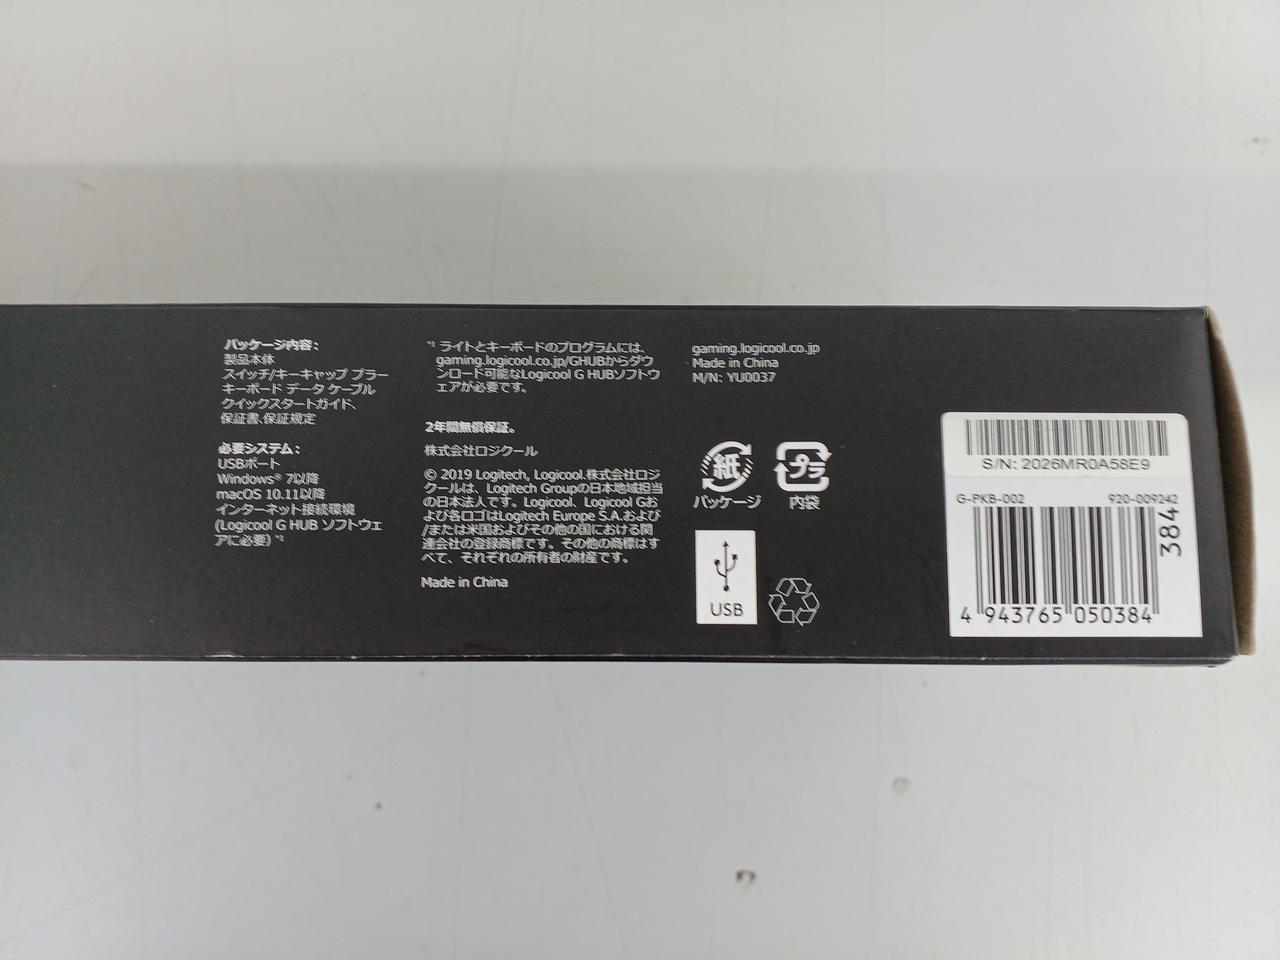 パッケージ内容:
製品本体
スイッチ/キーキャップ プラー
キーボード データ ケーブル
クイックスタートガイド、
保証書、保証規定
必要システム:
USBポート
Windows® 7以降
macOS 10.11以降
インターネット接続環境
(Logicool G HUB ソフトウェ
アに必要) *1
*1 ライトとキーボードのプログラムには、
gaming.logicool.co.jp/GHUBからダウ
ンロード可能なLogicool G HUBソフトウ
ェアが必要です。
2年間無償保証。
株式会社ロジクール
© 2019 Logitech, Logicool.株式会社ロジ
クールは、Logitech Groupの日本地域担当
の日本法人です。Logicool、Logicool Gお
よび各ロゴはLogitech Europe S.A.および
/または米国およびその他の国における関
連会社の登録商標です。その他の商標はす
べて、それぞれの所有者の財産です。
Made in China
gaming.logicool.co.jp
Made in China
M/N: YU0037
紙
パッケージ
プラ
内袋
USB
S/N: 2026MR0A58E9
G-PKB-002 920-009242
384
4 943765 050384